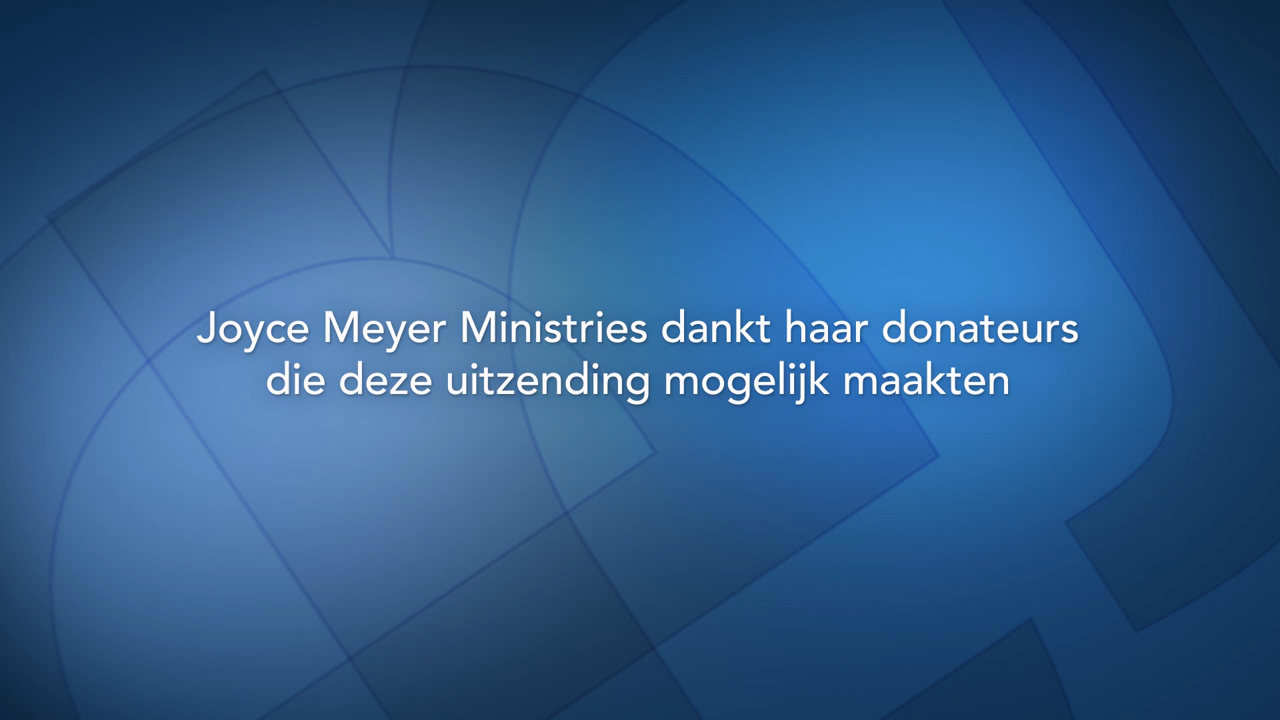 Joyce Meyer Ministries dankt haar donateurs
die deze uitzending mogelijk maakten